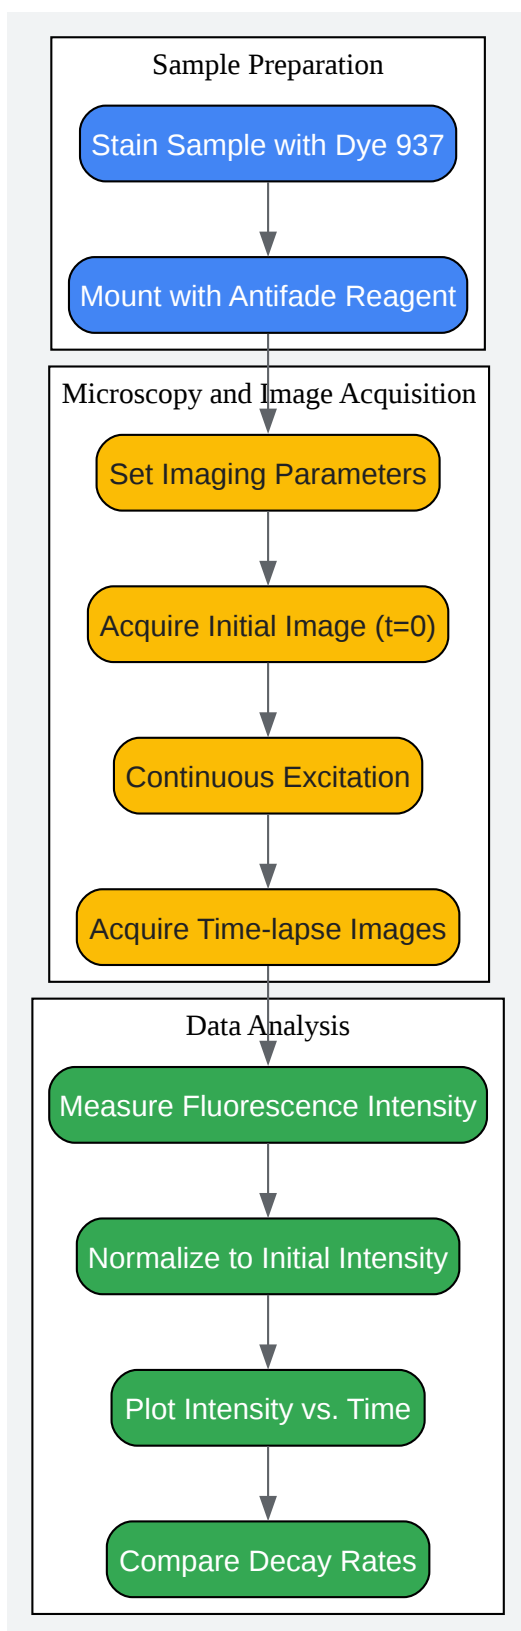 Sample Preparation
Stain Sample with Dye 937
Mount with Antifade Reagent
Microscopy and Image Acquisition
Set Imaging Parameters
Acquire Initial Image (t=0)
Continuous Excitation
Acquire Time-lapse Images
Data Analysis
Measure Fluorescence Intensity
Normalize to Initial Intensity
Plot Intensity vs. Time
Compare Decay Rates